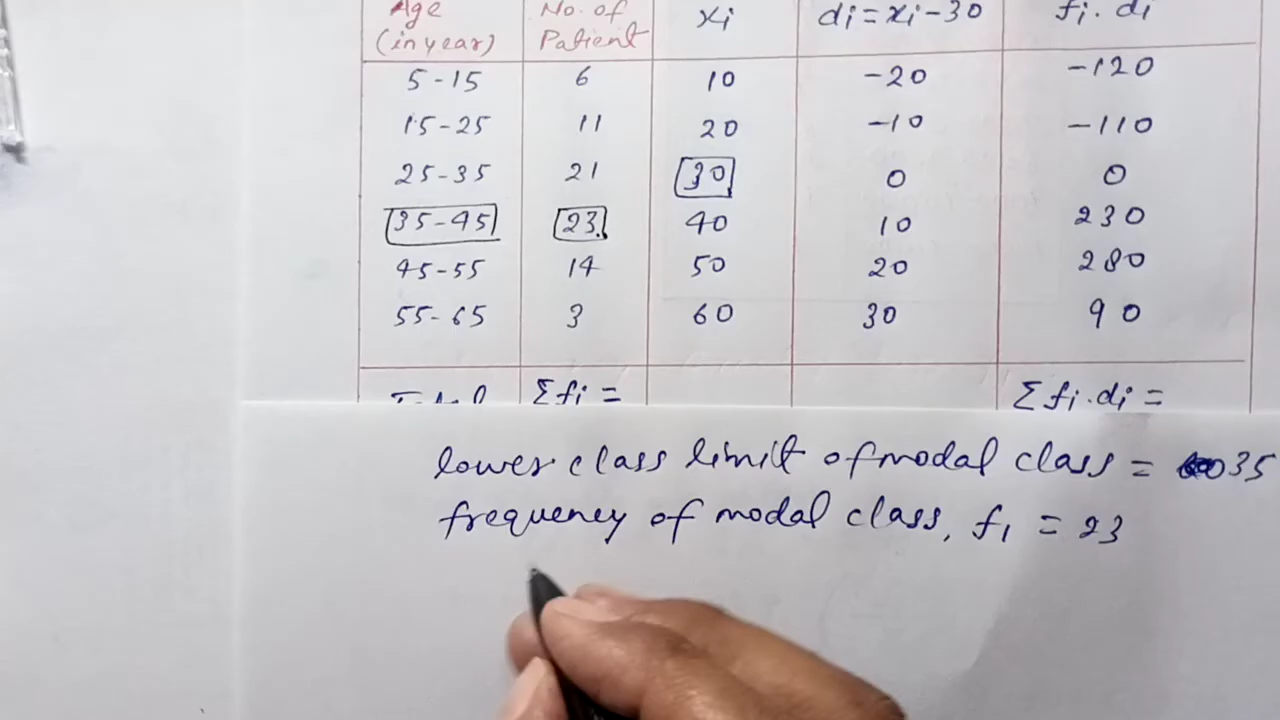 Age No. of xi di = xi - 30 fi. di
(in year) Patient
5-15 6 10 -20 -120
15-25 11 20 -10 -110
25-35 21 30 0 0
35-45 23 40 10 230
45-55 14 50 20 280
55-65 3 60 30 90
Σfi = Σfi.di =
lower class limit of modal class = 35
frequency of modal class, f1 = 23